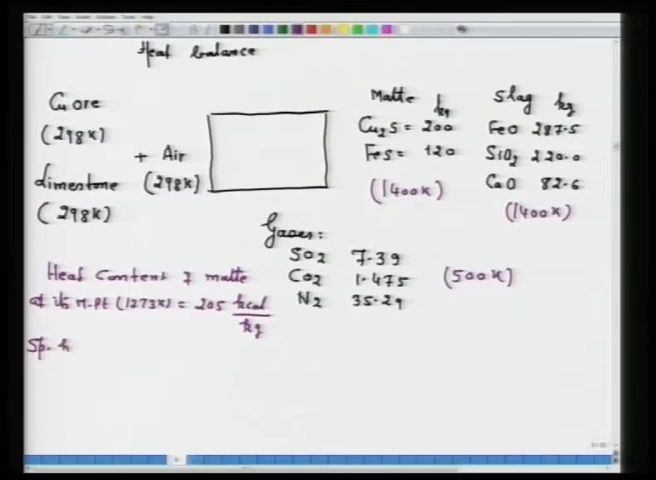 Heat balance
Cu ore
(298K)
Limestone
(298K)
+ Air
(298K)
Matte kg
Cu2S = 200
FeS = 120
(1400K)
Slag kg
FeO 287.5
SiO2 220.0
CaO 82.6
(1400K)
Gases:
SO2 7.39
CO2 1.475 (500K)
N2 35.29
Heat Content of matte
at its M.Pt (1273K) = 205 kcal/kg
Sp. h